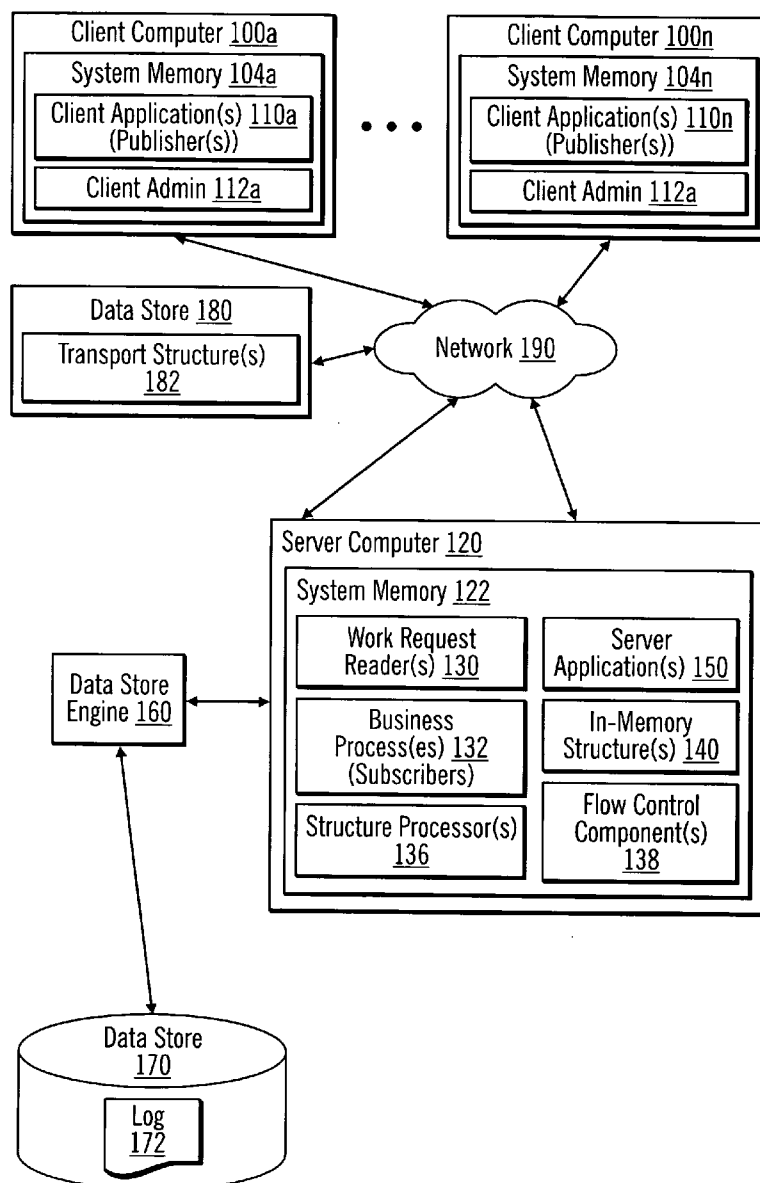 Client Computer 100a
System Memory 104a
Client Application(s) 110a
(Publisher(s))
Client Admin 112a
Client Computer 100n
System Memory 104n
Client Application(s) 110n
(Publisher(s))
Client Admin 112a
Data Store 180
Transport Structure(s)
182
Network 190
Server Computer 120
System Memory 122
Work Request
Reader(s) 130
Server
Application(s) 150
Business
Process(es) 132
(Subscribers)
In-Memory
Structure(s) 140
Structure Processor(s)
136
Flow Control
Component(s)
138
Data Store
Engine 160
Data Store
170
Log
172